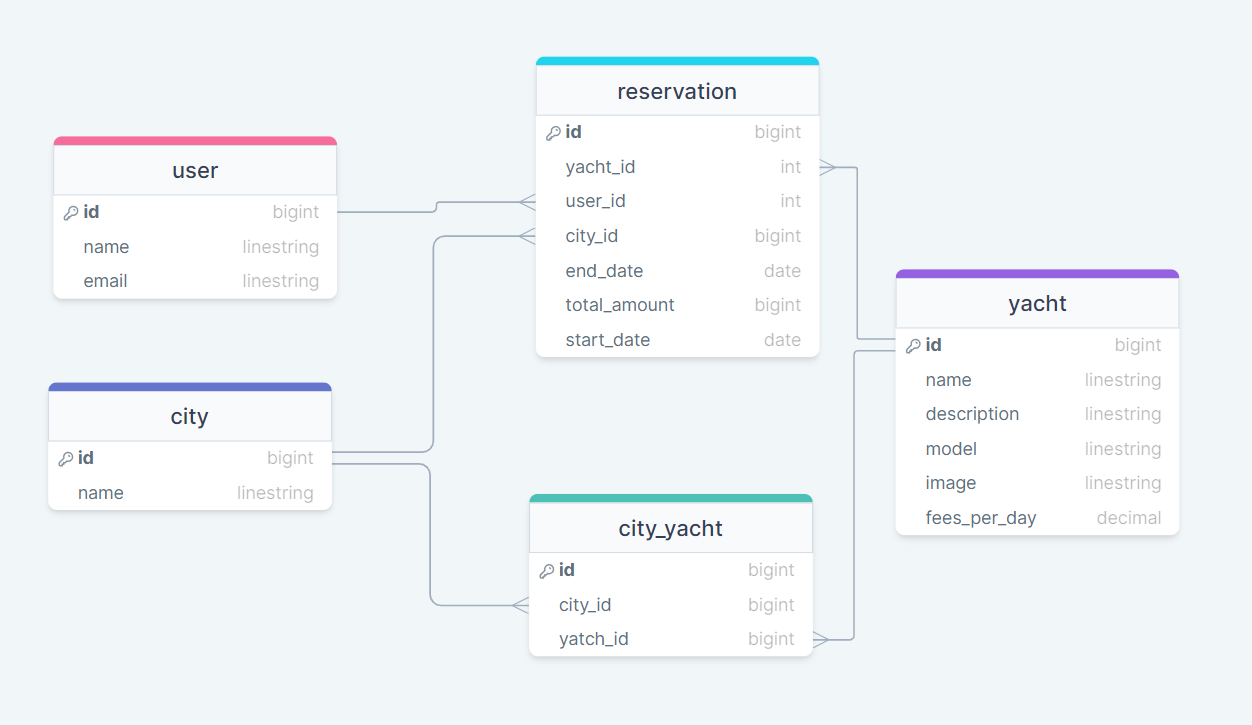 user
id bigint
name linestring
email linestring
city
id bigint
name linestring
reservation
id bigint
yacht_id int
user_id int
city_id bigint
end_date date
total_amount bigint
start_date date
city_yacht
id bigint
city_id bigint
yatch_id bigint
yacht
id bigint
name linestring
description linestring
model linestring
image linestring
fees_per_day decimal